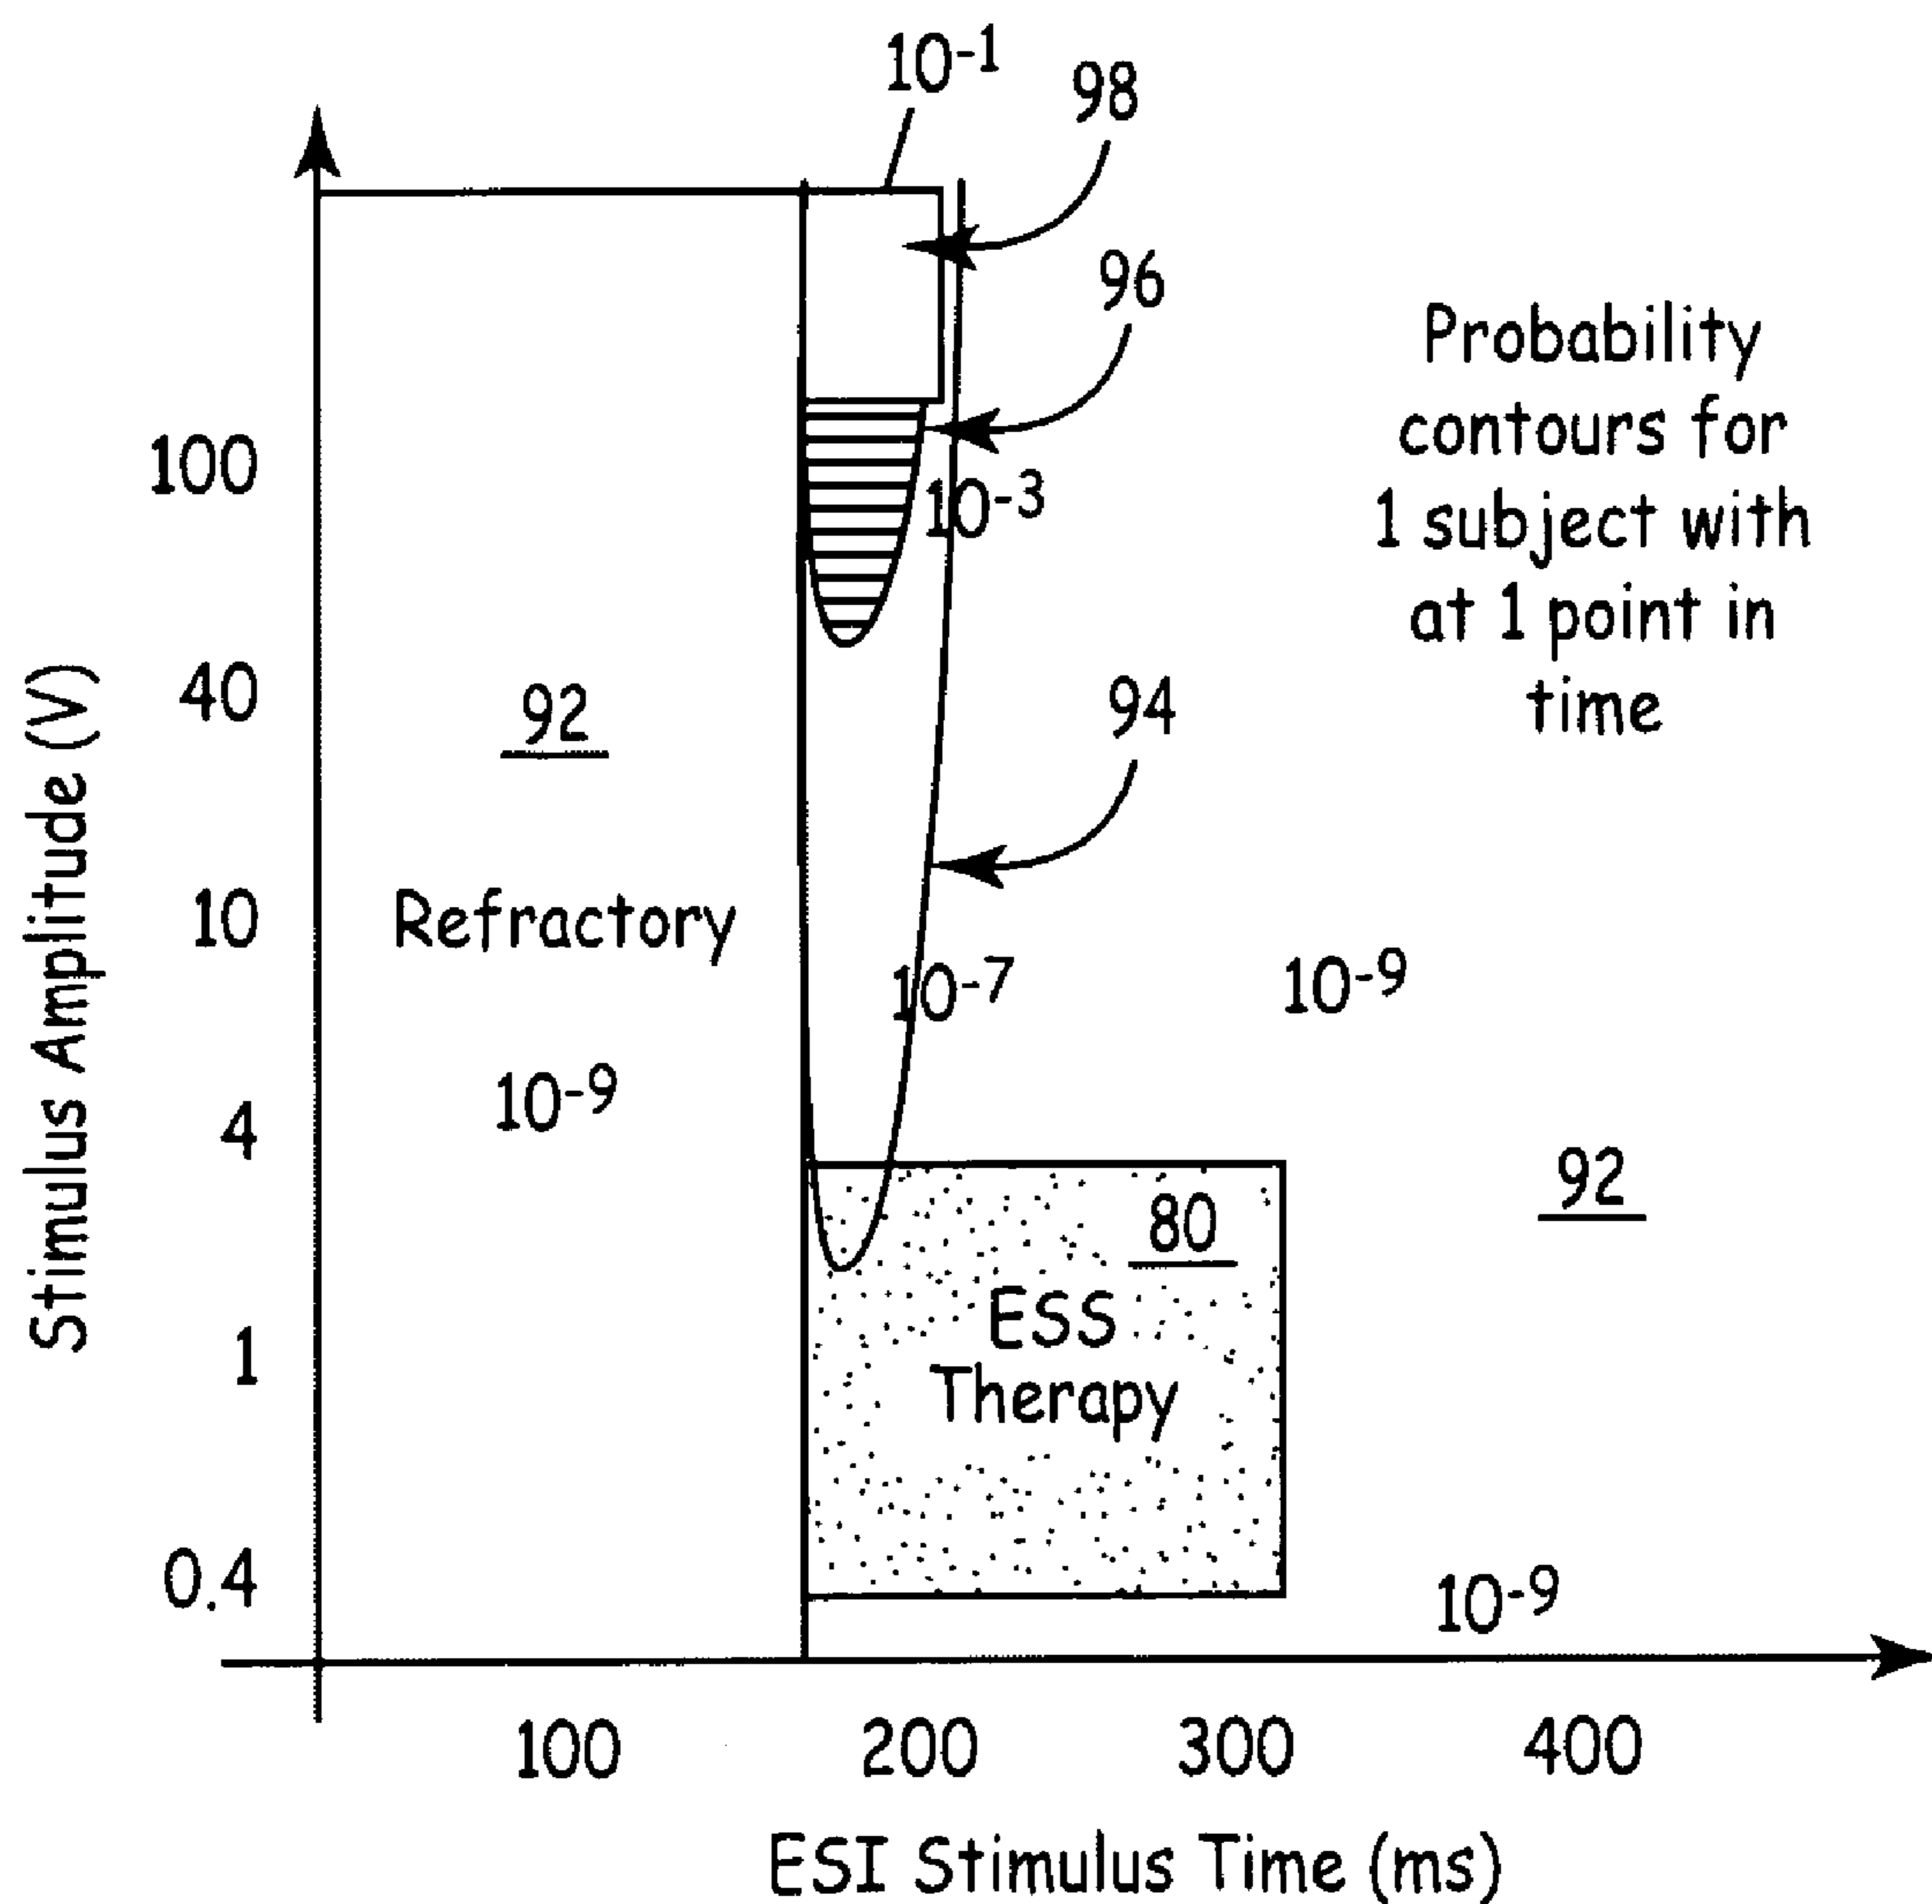 10-1
98
96
Probability
contours for
1 subject with
at 1 point in
time
100
10-3
40
92
94
10
Refractory
10-7
10-9
10-9
4
92
80
ESS
Therapy
1
0.4
10-9
Stimulus Amplitude (V)
100 200 300 400
ESI Stimulus Time (ms)